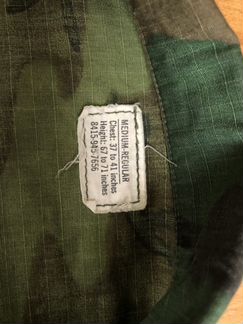 MEDIUM-REGULAR
Chest: 37 to 41 inches
Height: 67 to 71 inches
8415-945-7656